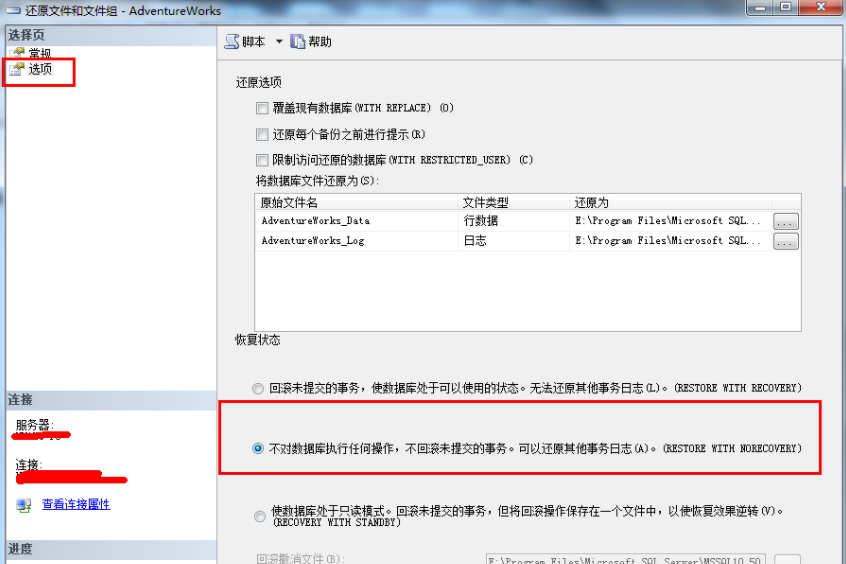 还原文件和文件组 - AdventureWorks
选择页
常规
选项
脚本
帮助
还原选项
覆盖现有数据库(WITH REPLACE) (O)
还原每个备份之前进行提示(R)
限制访问还原的数据库(WITH RESTRICTED_USER) (C)
将数据库文件还原为(S):
原始文件名 文件类型 还原为
AdventureWorks_Data 行数据 E:\Program Files\Microsoft SQL... ...
AdventureWorks_Log 日志 E:\Program Files\Microsoft SQL... ...
恢复状态
回滚未提交的事务，使数据库处于可以使用的状态。无法还原其他事务日志(L)。(RESTORE WITH RECOVERY)
不对数据库执行任何操作，不回滚未提交的事务。可以还原其他事务日志(A)。(RESTORE WITH NORECOVERY)
使数据库处于只读模式。回滚未提交的事务，但将回滚操作保存在一个文件中，以使恢复效果逆转(V)。
(RECOVERY WITH STANDBY)
回滚撤消文件(B):
E:\Program Files\Microsoft SQL Server\MSSQL10_50
连接
服务器:
连接:
查看连接属性
进度